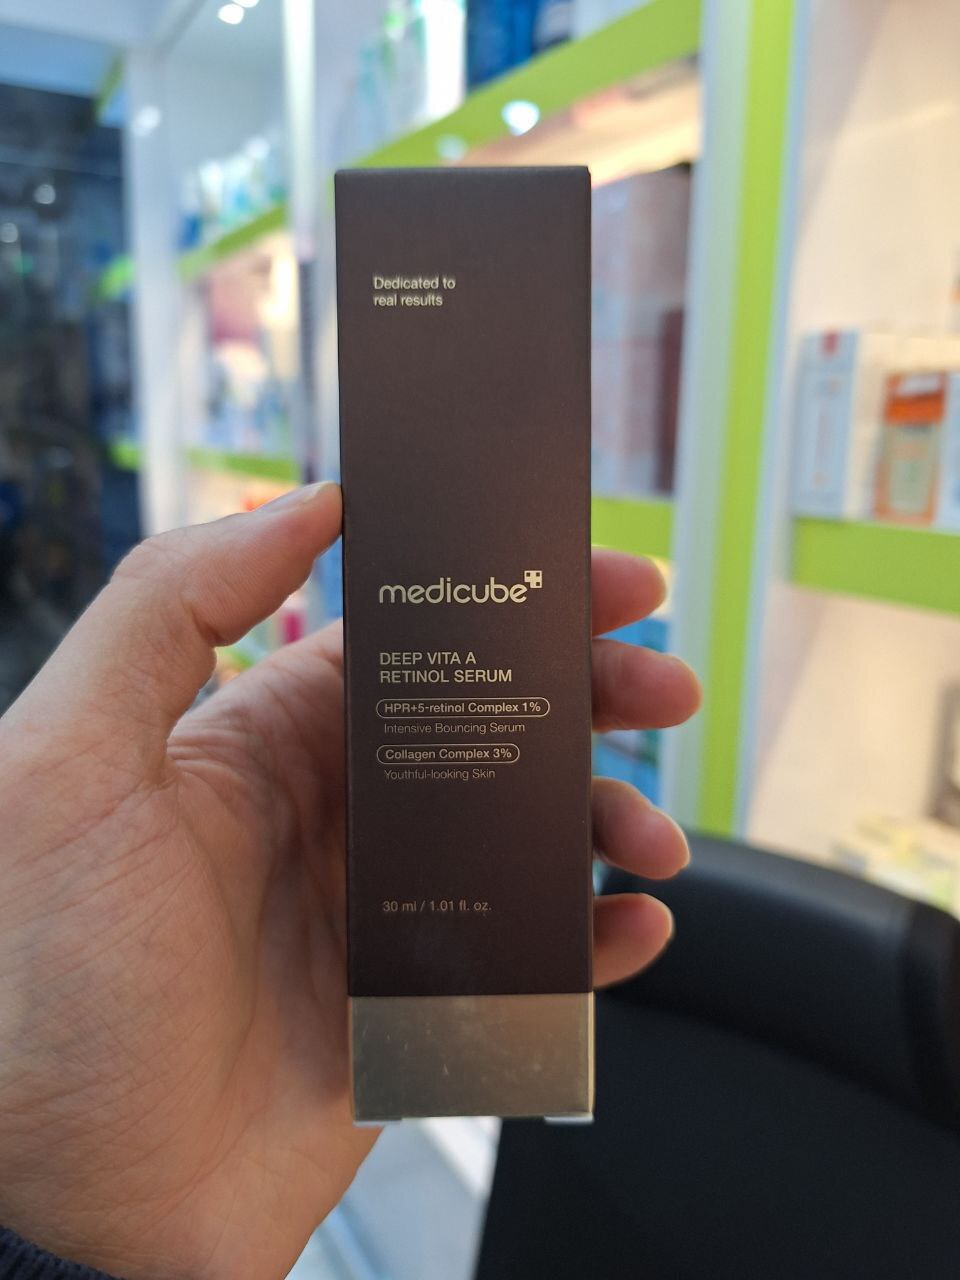 Dedicated to
real results
medicube
DEEP VITA A
RETINOL SERUM
HPR+5-retinol Complex 1%
Intensive Bouncing Serum
Collagen Complex 3%
Youthful-looking Skin
30 ml / 1.01 fl. oz.